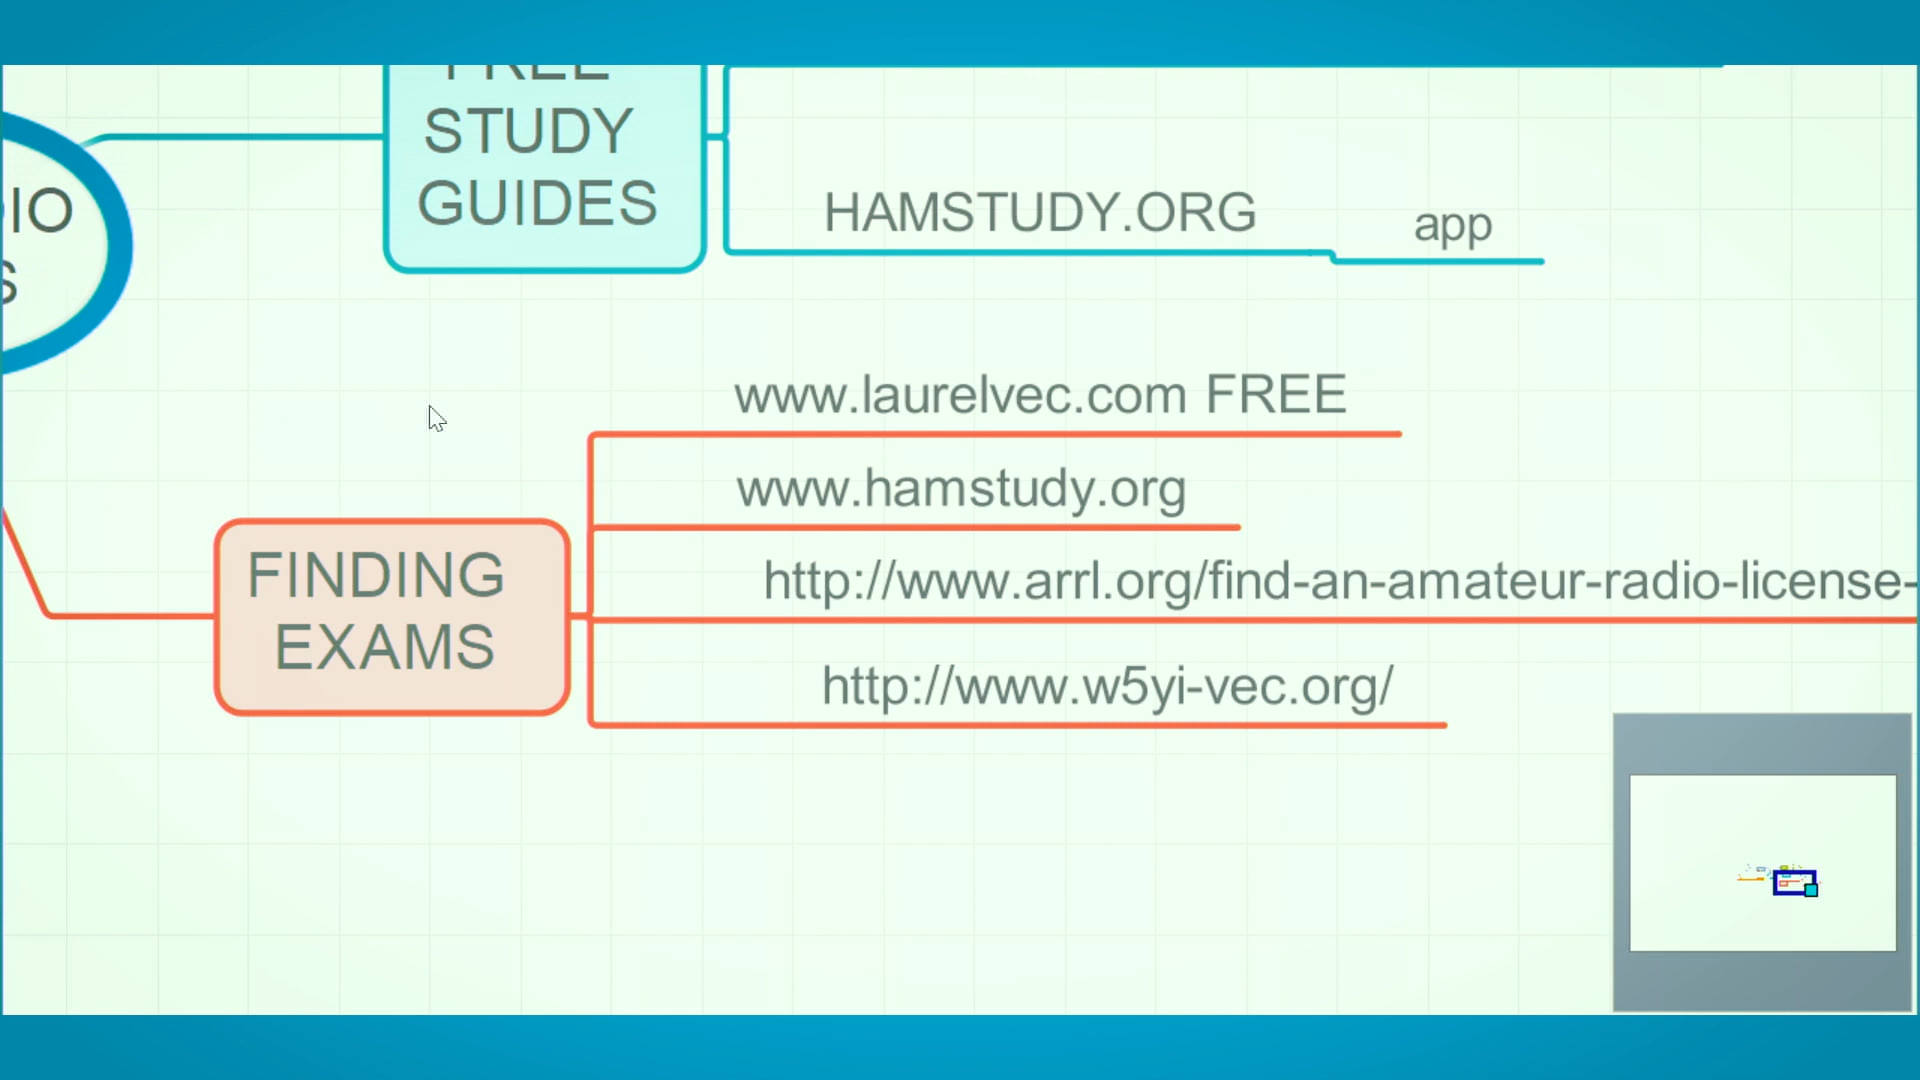 FREE
STUDY
GUIDES
HAMSTUDY.ORG
app
www.laurelvec.com FREE
www.hamstudy.org
FINDING
EXAMS
http://www.arrl.org/find-an-amateur-radio-license-
http://www.w5yi-vec.org/